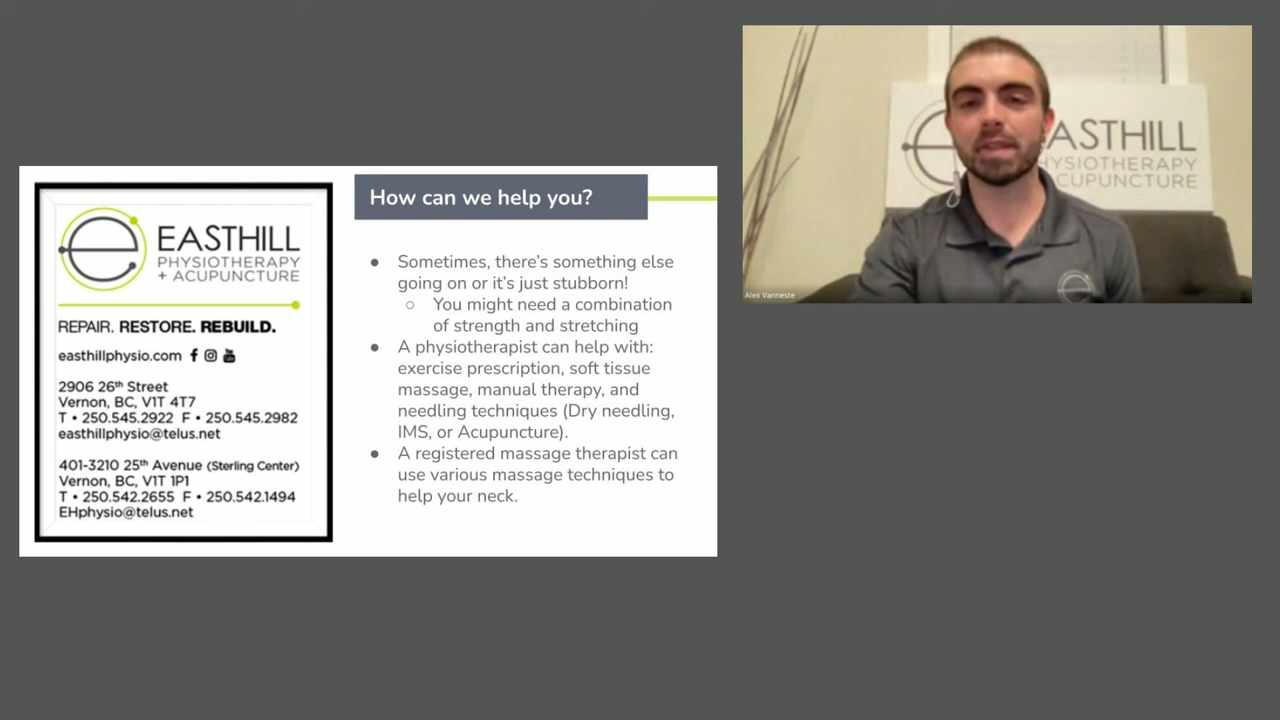 EASTHILL
PHYSIOTHERAPY
+ ACUPUNCTURE
REPAIR. RESTORE. REBUILD.
easthillphysio.com
2906 26th Street
Vernon, BC, V1T 4T7
T • 250.545.2922 F • 250.545.2982
easthillphysio@telus.net
401-3210 25th Avenue (Sterling Center)
Vernon, BC, V1T 1P1
T • 250.542.2655 F • 250.542.1494
EHphysio@telus.net
How can we help you?
● Sometimes, there's something else
going on or it's just stubborn!
○ You might need a combination
of strength and stretching
● A physiotherapist can help with:
exercise prescription, soft tissue
massage, manual therapy, and
needling techniques (Dry needling,
IMS, or Acupuncture).
● A registered massage therapist can
use various massage techniques to
help your neck.
EASTHILL
PHYSIOTHERAPY
ACUPUNCTURE
Alex Vanneste